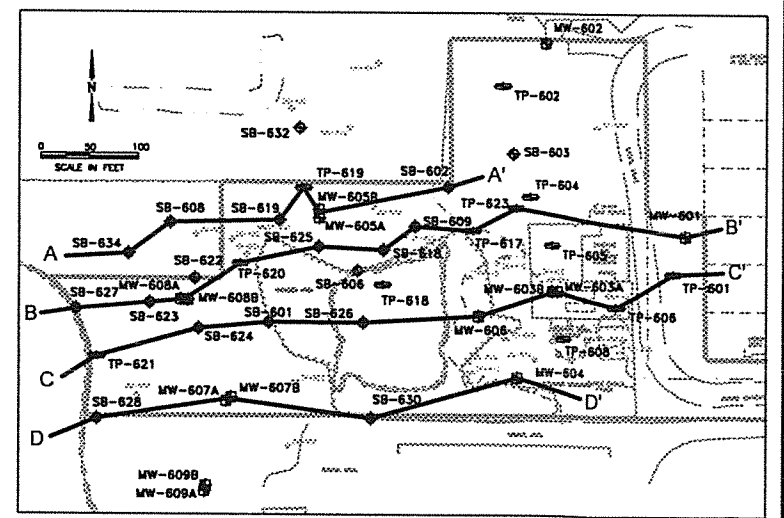 MW-602
N
TP-602
SB-632
0 50 100
SCALE IN FEET
SB-603
TP-619
SB-602
A'
TP-604
MW-605B
TP-623
SB-608
SB-619
MW-605A
SB-609
MW-601
B'
SB-634
A
SB-625
TP-617
SB-622
SB-618
TP-605
C'
TP-620
MW-608A
SB-606
MW-603B
MW-603A
TP-601
SB-627
MW-608B
TP-618
B
SB-623
SB-601
SB-626
TP-606
SB-624
MW-606
TP-621
TP-608
C
MW-607A
MW-607B
MW-604
SB-628
SB-630
D'
D
MW-609B
MW-609A